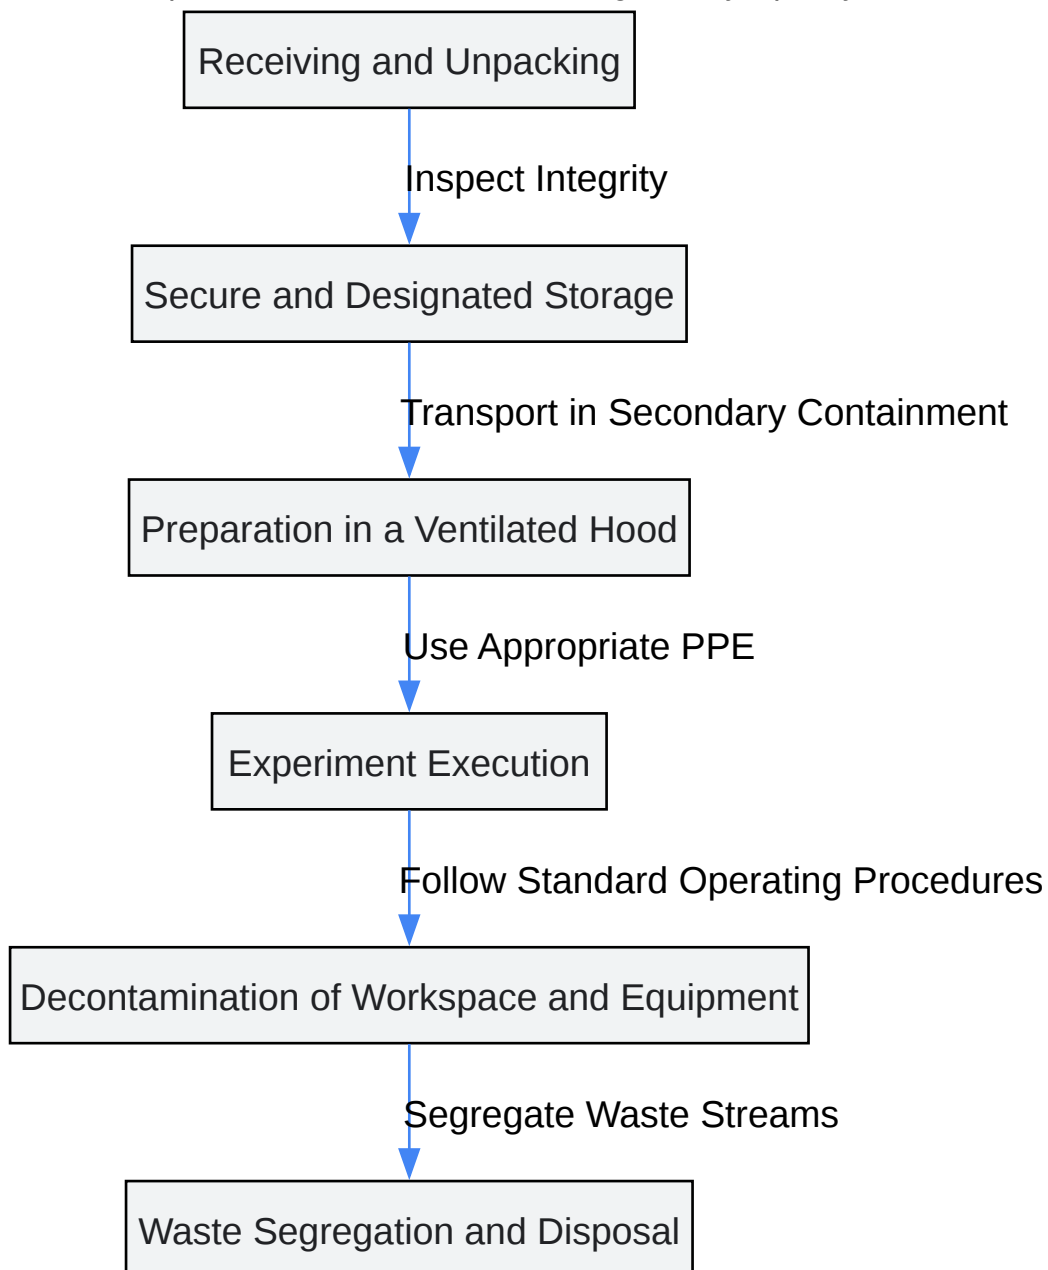 Receiving and Unpacking
Inspect Integrity
Secure and Designated Storage
Transport in Secondary Containment
Preparation in a Ventilated Hood
Use Appropriate PPE
Experiment Execution
Follow Standard Operating Procedures
Decontamination of Workspace and Equipment
Segregate Waste Streams
Waste Segregation and Disposal